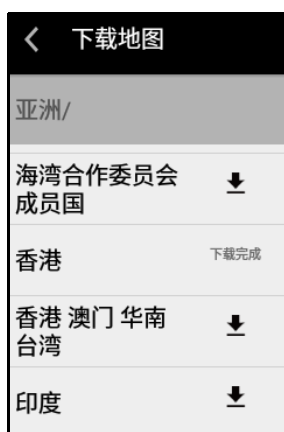 下载地图
亚洲/
海湾合作委员会
成员国
香港
下载完成
香港 澳门 华南
台湾
印度